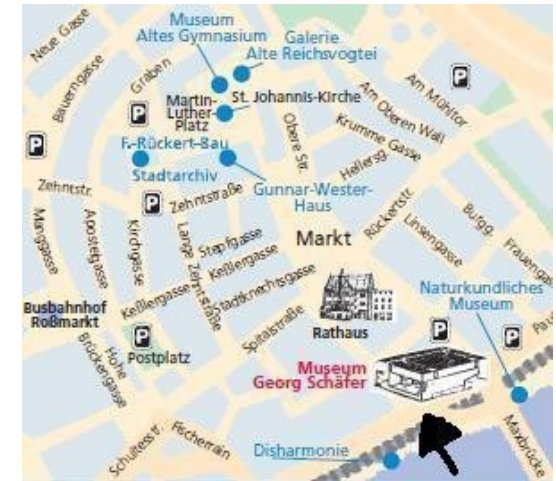 Museum
Altes Gymnasium
Galerie
Alte Reichsvogtei
Neue Gasse
Bauerngasse
Graben
P
Martin-
Luther-
Platz
St. Johannis-Kirche
Am Oberen Wall
Am Mühltor
P
P
P
F.-Rückert-Bau
Stadtarchiv
Obere Str.
Krumme Gasse
Hellersg.
Zehntstr.
P
Zehntstraße
Gunnar-Wester-
Haus
Manggasse
Apostelgasse
Kirchgasse
Lange Zehntstraße
Stepfgasse
Keßlergasse
Keßlergasse
Stadtknechtsgasse
Spitalstraße
Markt
Rückertstr.
Linsengasse
Burgg.
Frauengasse
Naturkundliches
Museum
Busbahnhof
Roßmarkt
Hohe
Brückengasse
P
Postplatz
Rathaus
P
P
Museum
Georg Schäfer
Schultesstr.
Fischerrain
Disharmonie
Maxbrücke